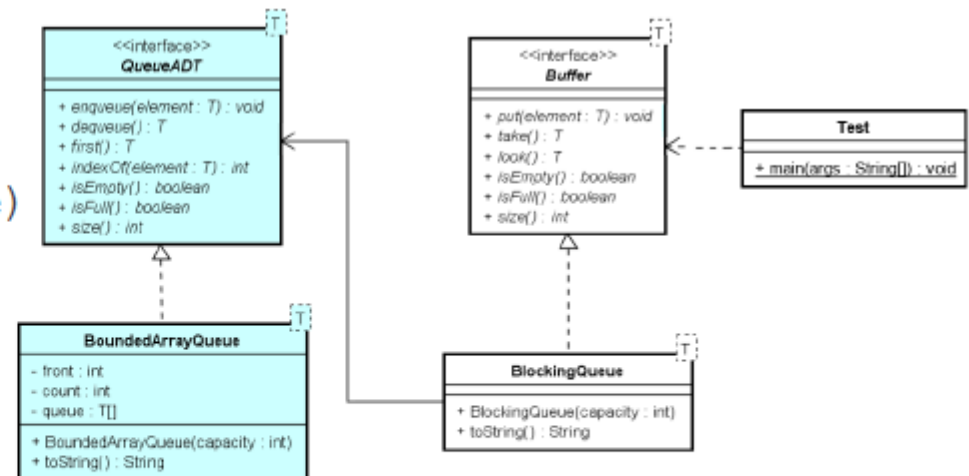 T
<<interface>>
QueueADT
+ enqueue(element : T) : void
+ dequeue() : T
+ first() : T
+ indexOf(element : T) : int
+ isEmpty() : boolean
+ isFull() : boolean
+ size() : int
T
<<interface>>
Buffer
+ put(element : T) : void
+ take() : T
+ look() : T
+ isEmpty() : boolean
+ isFull() : boolean
+ size() : int
Test
+ main(args : String[]) : void
)
T
BoundedArrayQueue
- front : int
- count : int
- queue : T[]
+ BoundedArrayQueue(capacity : int)
+ toString() : String
T
BlockingQueue
+ BlockingQueue(capacity : int)
+ toString() : String